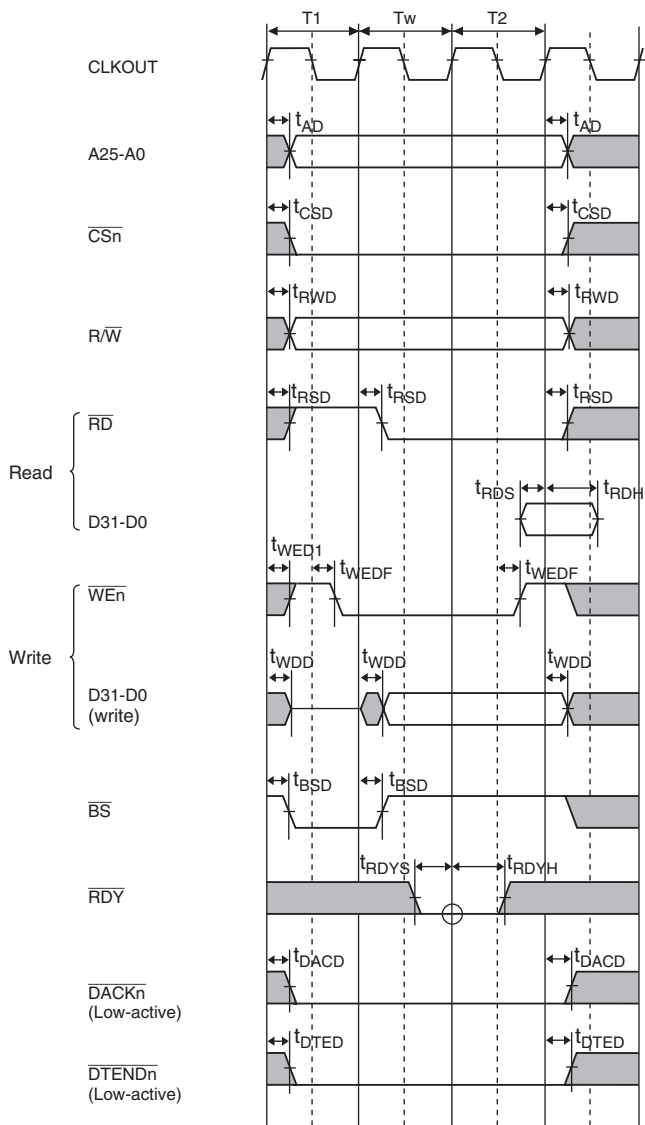 T1 Tw T2
CLKOUT
tAD tAD
A25-A0
tCSD tCSD
CSn
tRWD tRWD
R/W
tRSD tRSD tRSD
RD
Read
tRDS tRDH
D31-D0
tWED1
tWEDF tWEDF
WEn
Write
tWDD tWDD tWDD
D31-D0
(write)
tBSD tBSD
BS
tRDYS tRDYH
RDY
tDACD tDACD
DACKn
(Low-active)
tDTED tDTED
DTENDn
(Low-active)